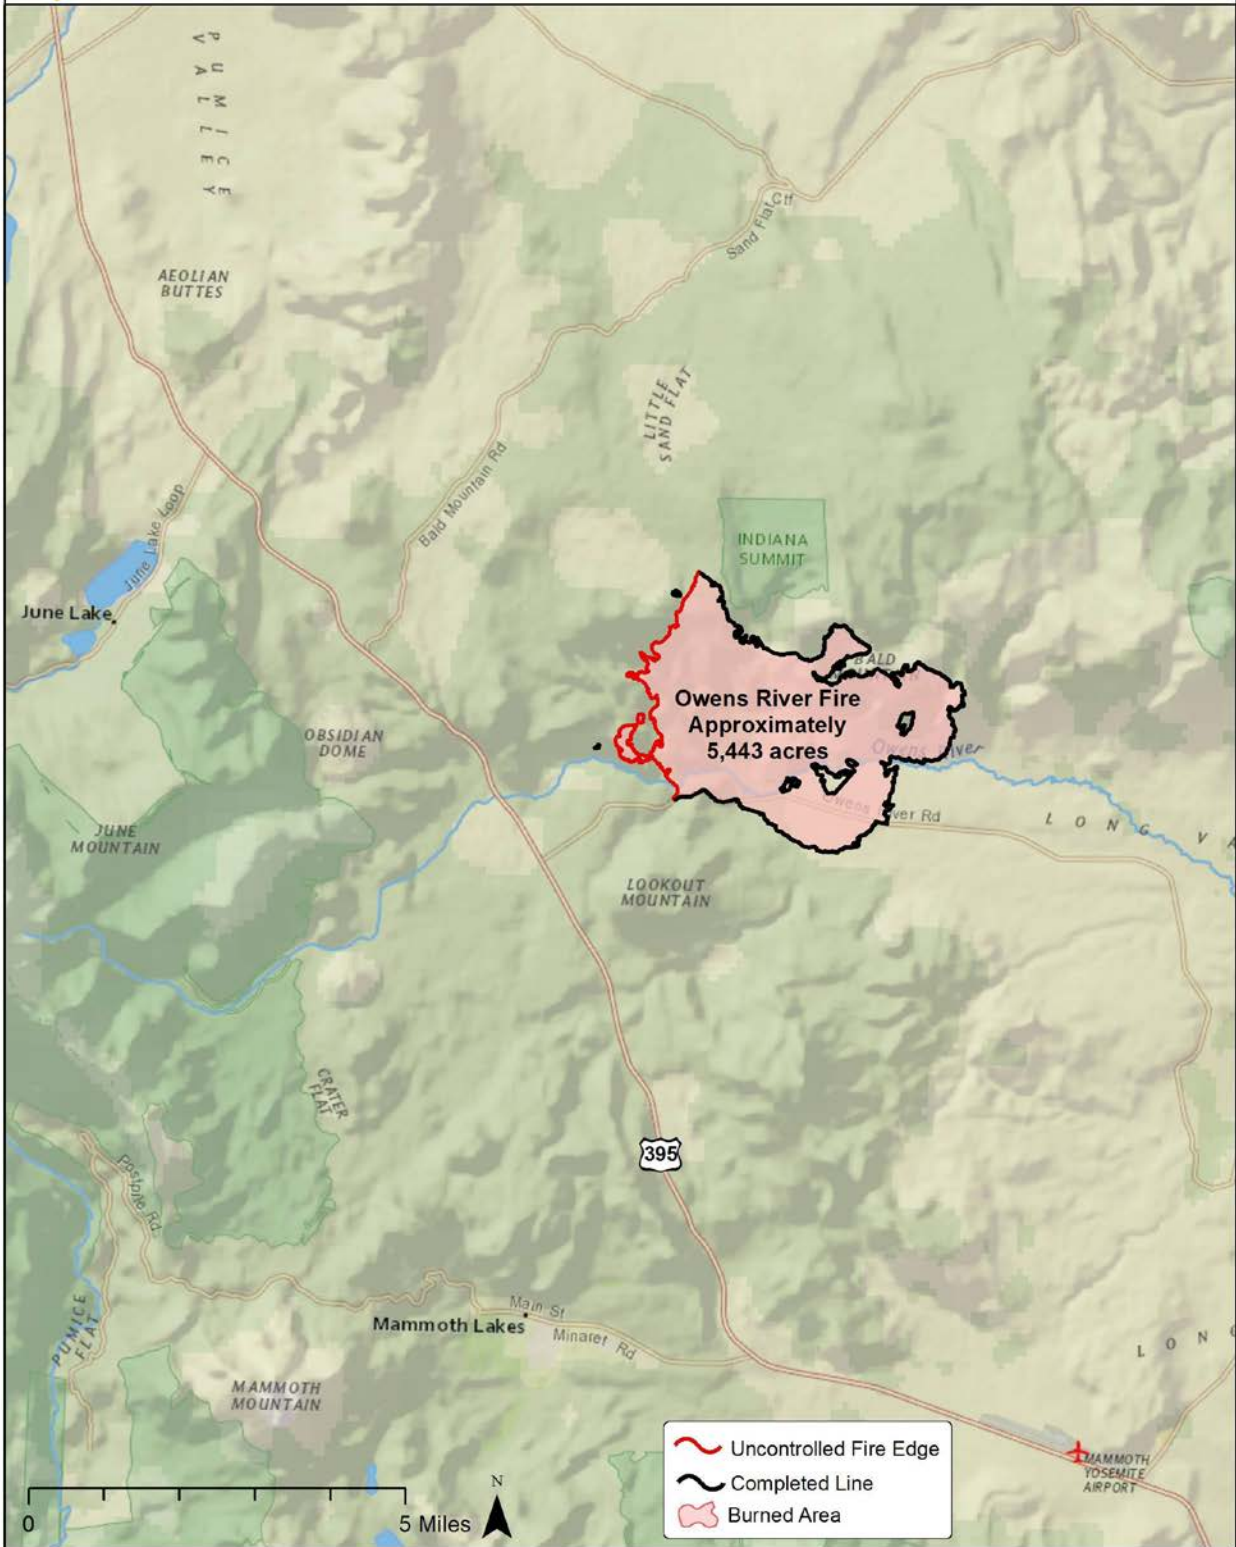 PUMICE
VALLEY
AEOLIAN
BUTTES
Sand Flat Ctf
LITTLE
SAND FLAT
Bald Mountain Rd
June Lake Loop
INDIANA
SUMMIT
June Lake
BALD
Owens River Fire
Approximately
5,443 acres
OBSIDIAN
DOME
Owens River
Owens River Rd
LONG VA
JUNE
MOUNTAIN
LOOKOUT
MOUNTAIN
CRATER
FLAT
395
Postpile Rd
PUMICE
FLAT
Main St
Mammoth Lakes
Minaret Rd
LONG
MAMMOTH
MOUNTAIN
Uncontrolled Fire Edge
Completed Line
Burned Area
MAMMOTH
YOSEMITE
AIRPORT
N
0 5 Miles